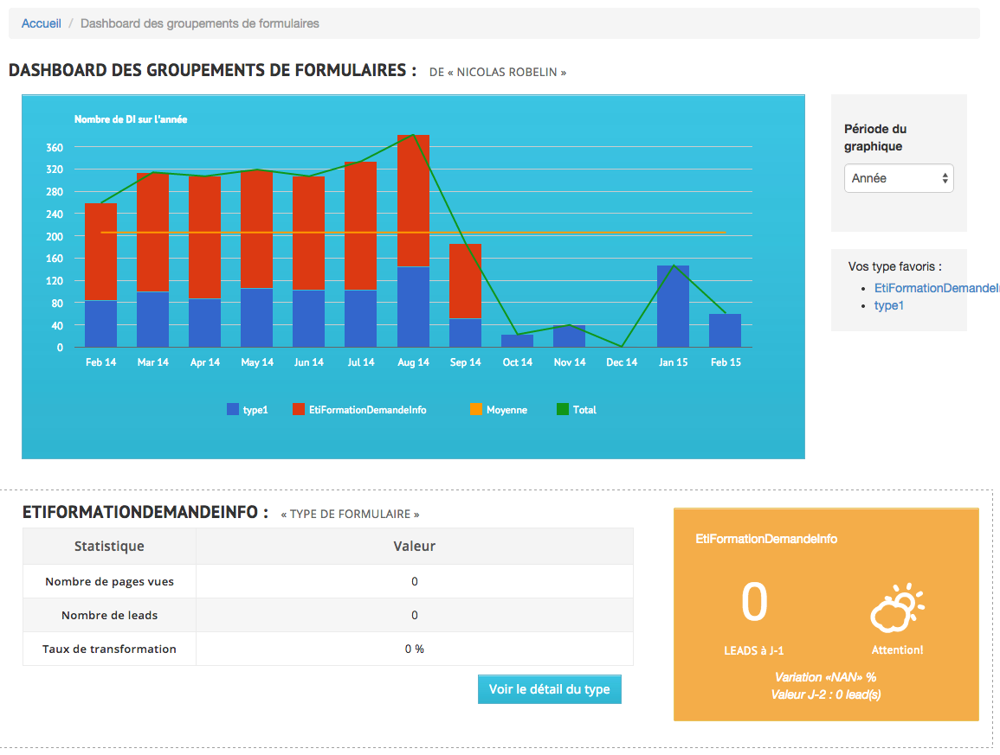 Accueil / Dashboard des groupements de formulaires
DASHBOARD DES GROUPEMENTS DE FORMULAIRES : DE « NICOLAS ROBELIN »
Nombre de DI sur l'année
360
320
280
240
200
160
120
80
40
0
Feb 14 Mar 14 Apr 14 May 14 Jun 14 Jul 14 Aug 14 Sep 14 Oct 14 Nov 14 Dec 14 Jan 15 Feb 15
type1 EtiFormationDemandeInfo Moyenne Total
Période du
graphique
Année
Vos type favoris :
• EtiFormationDemandeI
• type1
ETIFORMATIONDEMANDEINFO : « TYPE DE FORMULAIRE »
Statistique Valeur
Nombre de pages vues 0
Nombre de leads 0
Taux de transformation 0 %
Voir le détail du type
EtiFormationDemandeInfo
0
LEADS à J-1 Attention!
Variation «NAN» %
Valeur J-2 : 0 lead(s)